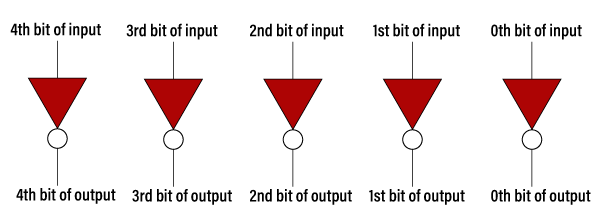 4th bit of input
3rd bit of input
2nd bit of input
1st bit of input
0th bit of input
4th bit of output
3rd bit of output
2nd bit of output
1st bit of output
0th bit of output